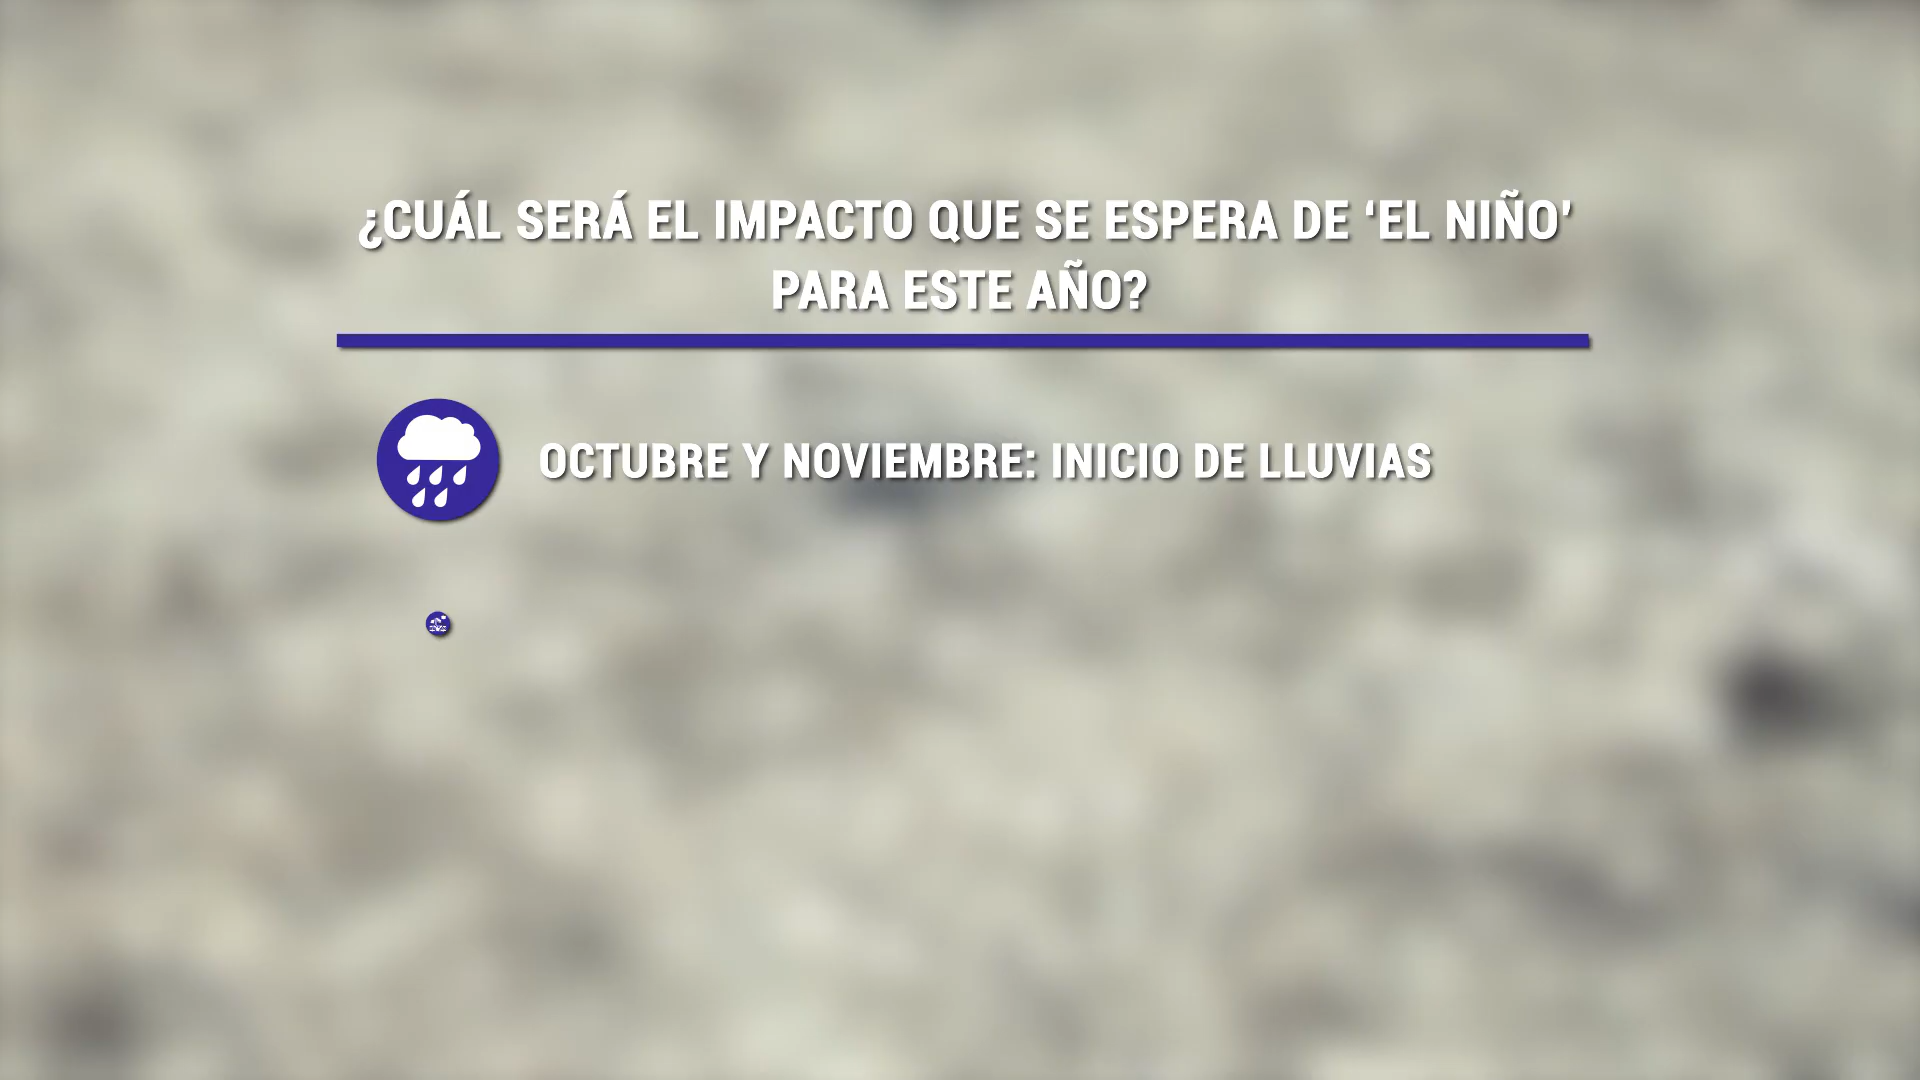 ¿CUÁL SERÁ EL IMPACTO QUE SE ESPERA DE ‘EL NIÑO’
PARA ESTE AÑO?
OCTUBRE Y NOVIEMBRE: INICIO DE LLUVIAS